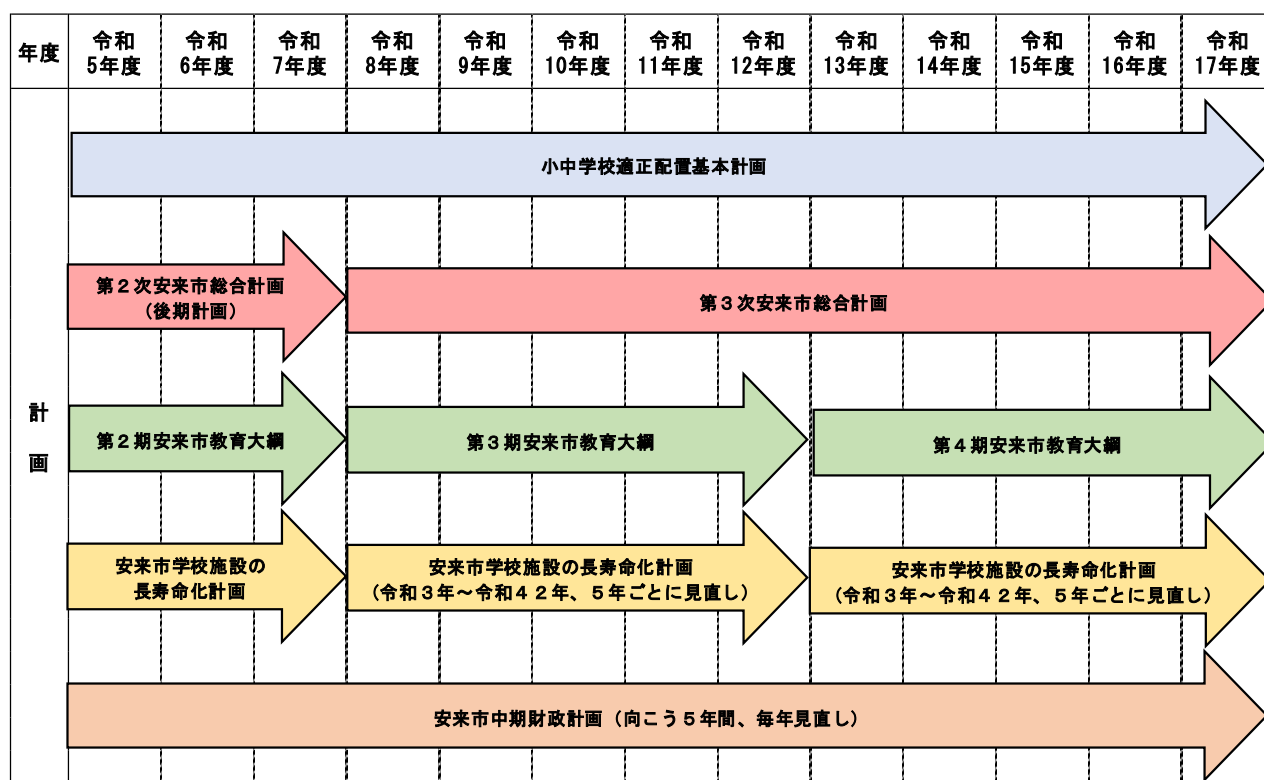 年度
令和
5年度
令和
6年度
令和
7年度
令和
8年度
令和
9年度
令和
10年度
令和
11年度
令和
12年度
令和
13年度
令和
14年度
令和
15年度
令和
16年度
令和
17年度
計
画
小中学校適正配置基本計画
第２次安来市総合計画
（後期計画）
第３次安来市総合計画
第２期安来市教育大綱
第３期安来市教育大綱
第４期安来市教育大綱
安来市学校施設の
長寿命化計画
安来市学校施設の長寿命化計画
（令和３年～令和４２年、５年ごとに見直し）
安来市学校施設の長寿命化計画
（令和３年～令和４２年、５年ごとに見直し）
安来市中期財政計画（向こう５年間、毎年見直し）